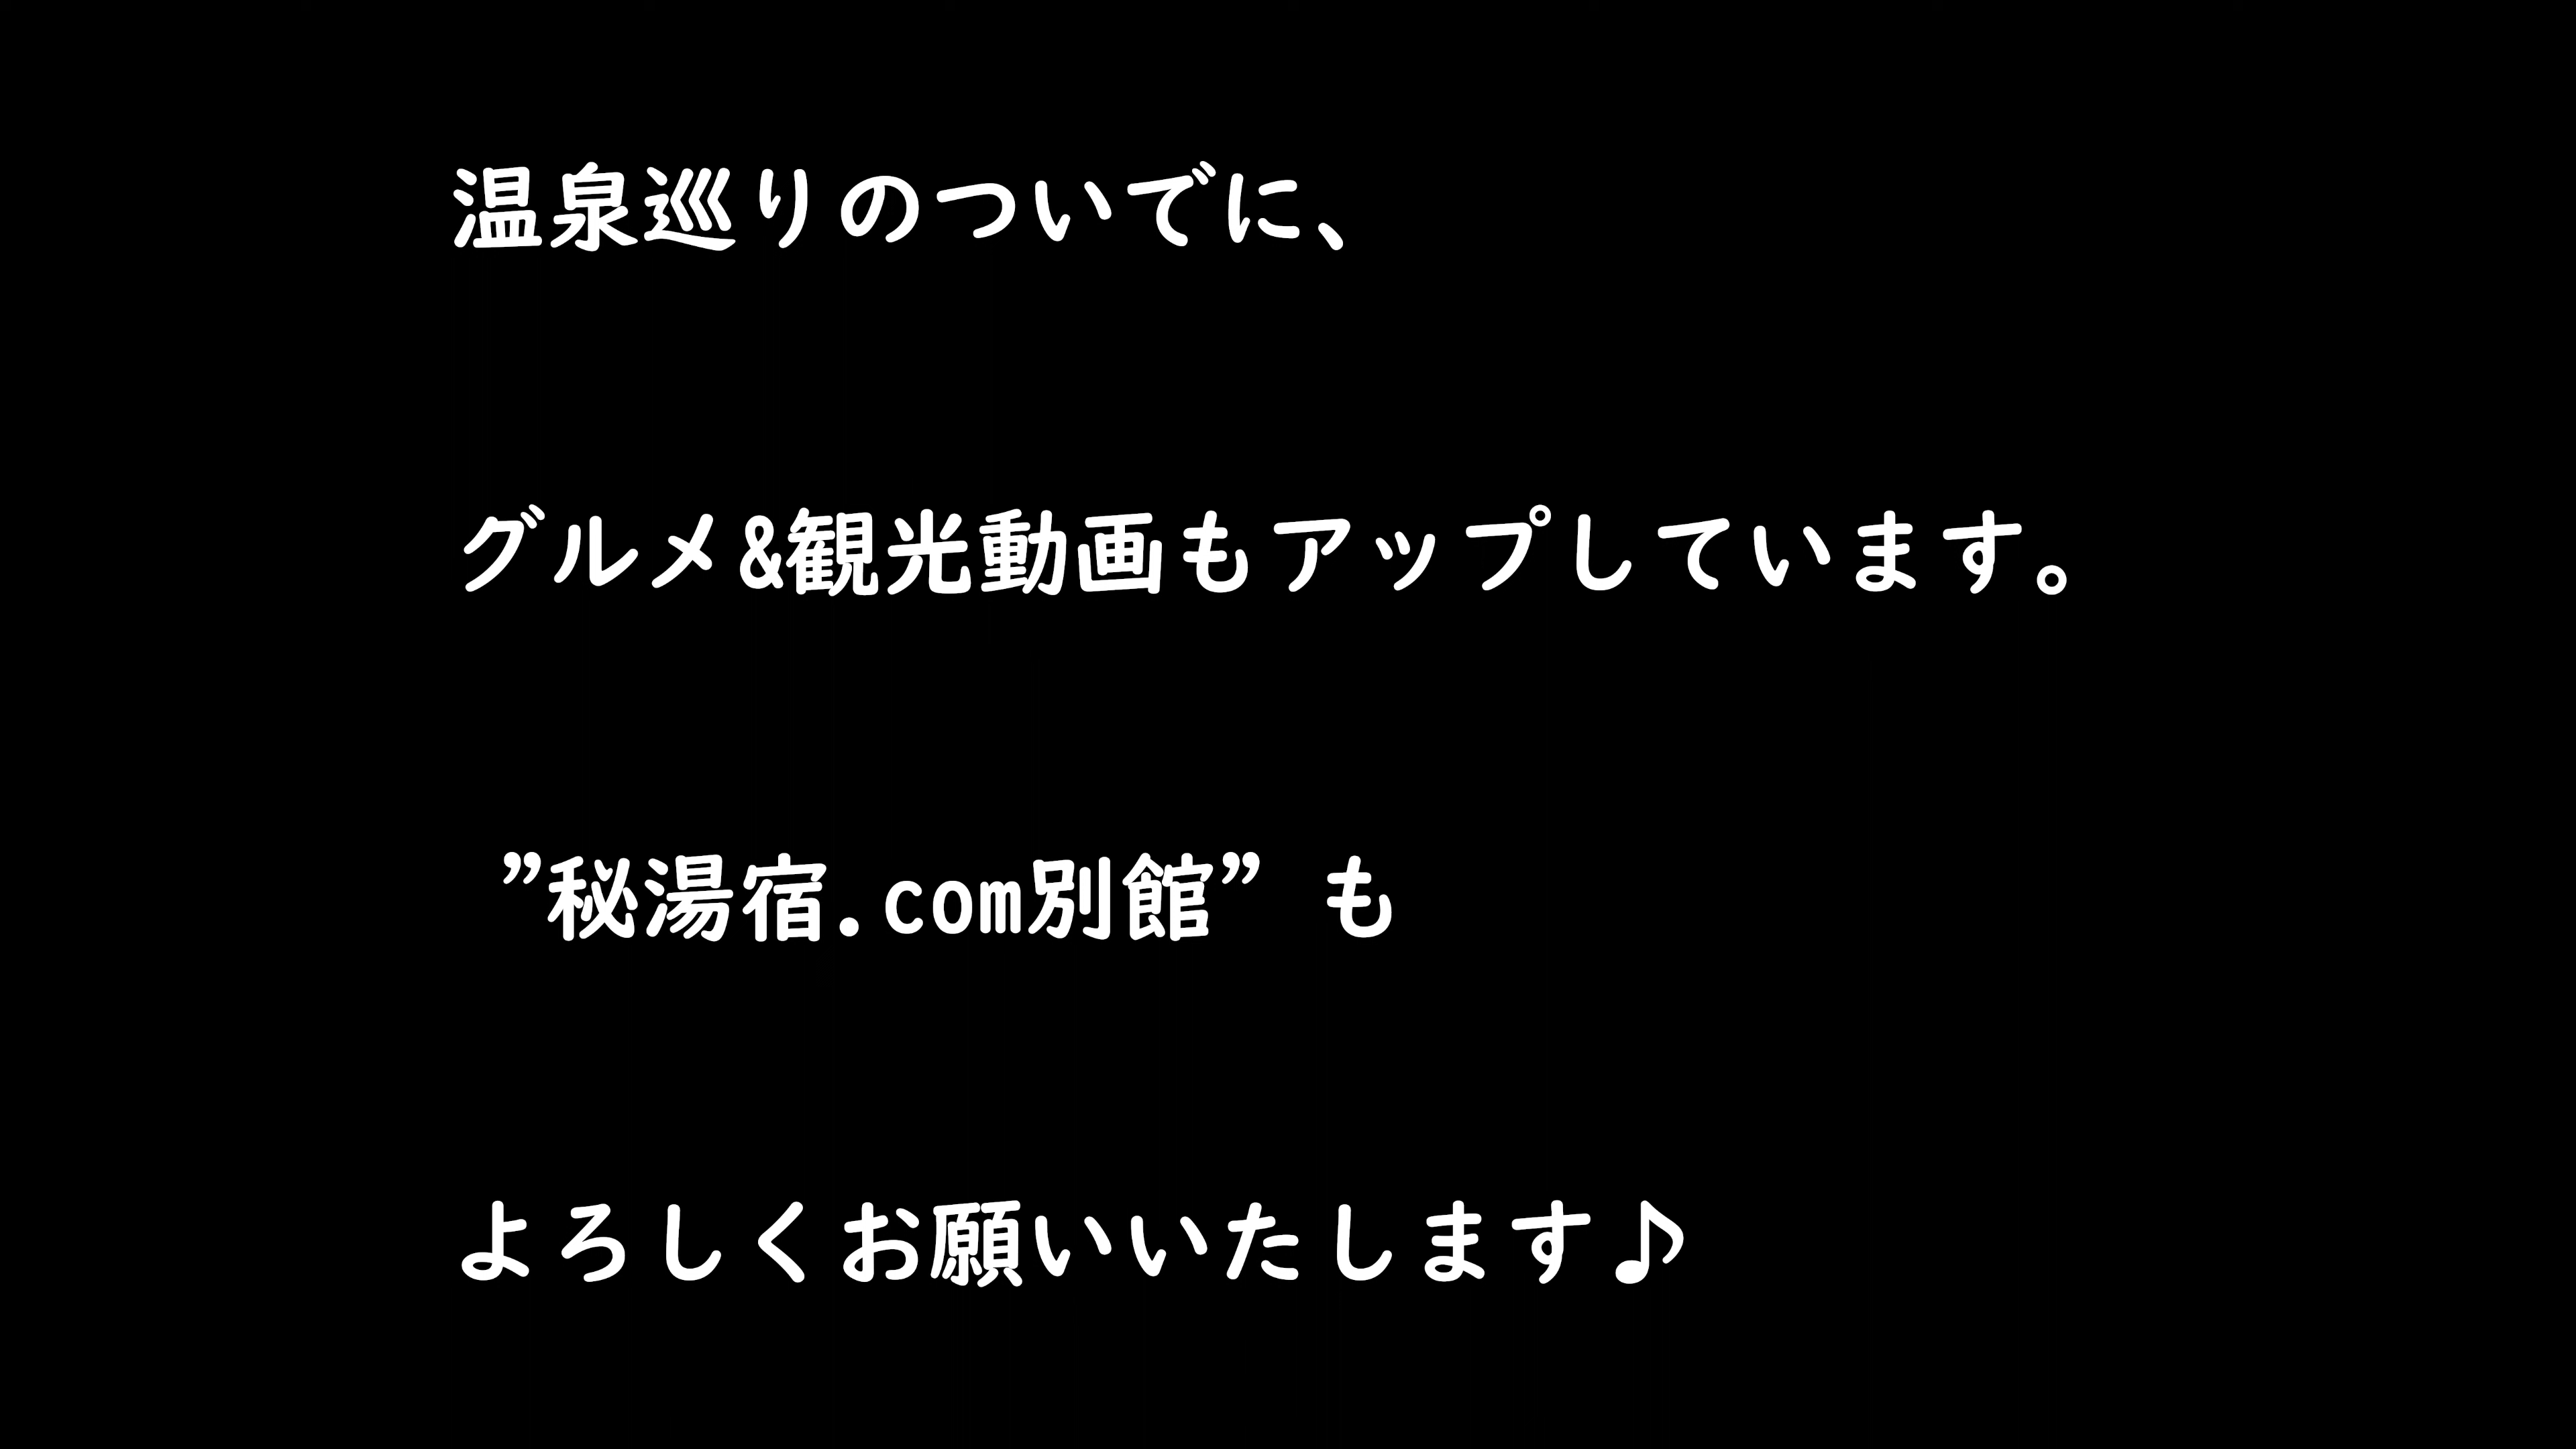 温泉巡りのついでに、
グルメ&観光動画もアップしています。
”秘湯宿.com別館”も
よろしくお願いいたします♪